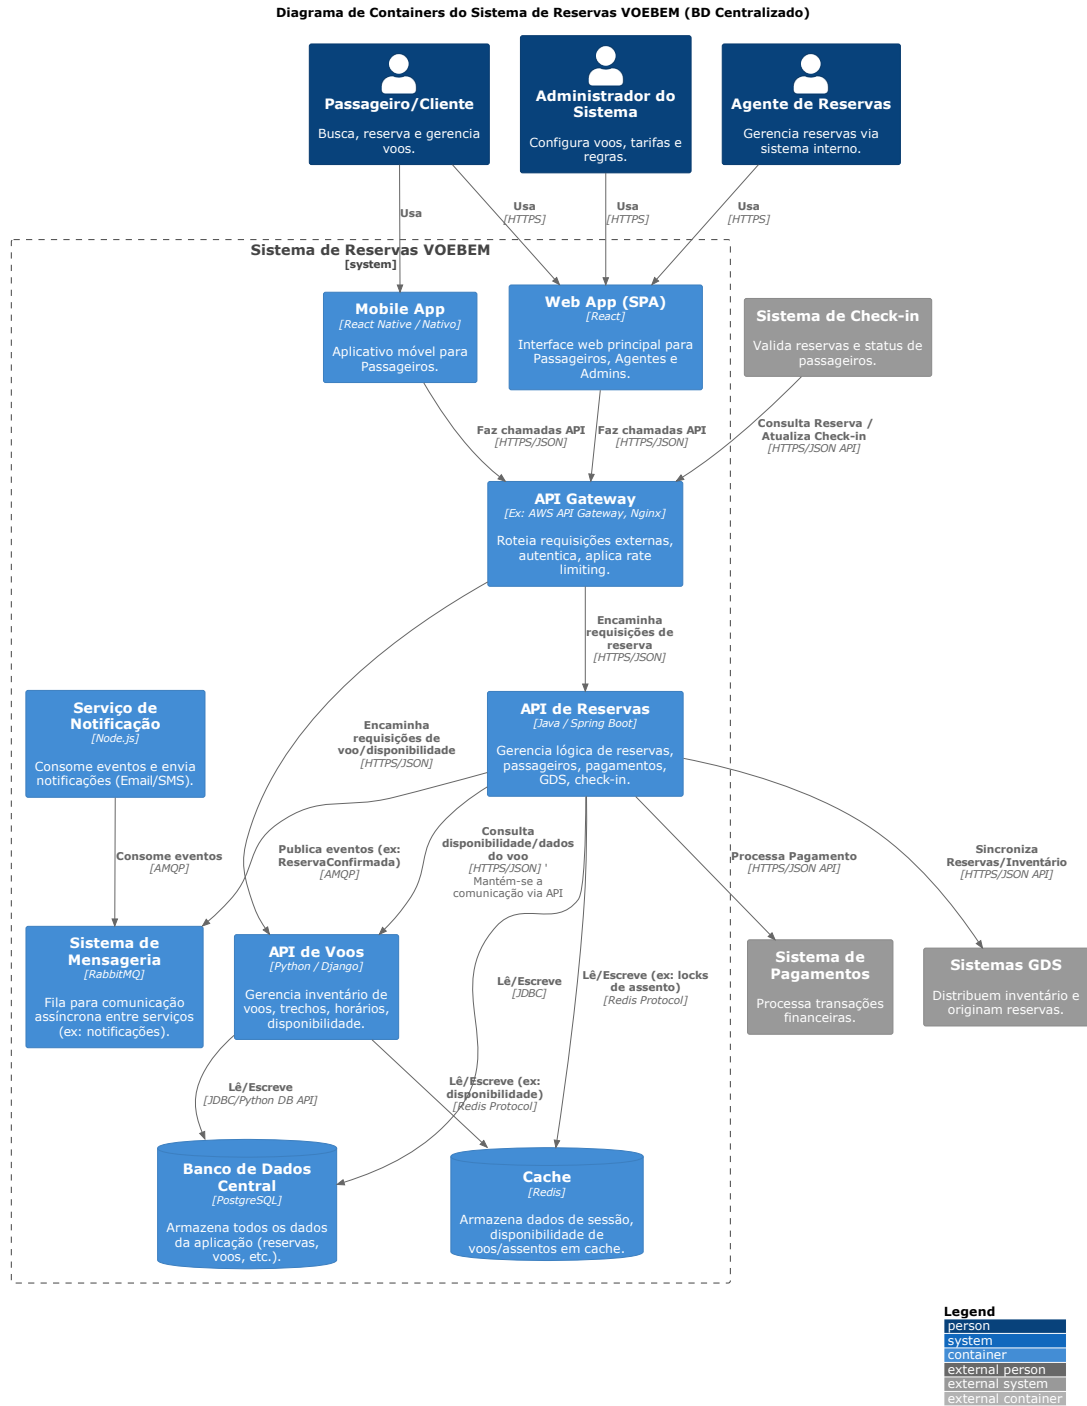 Diagrama de Containers do Sistema de Reservas VOEBEM (BD Centralizado)
Passageiro/Cliente
Busca, reserva e gerencia
voos.
Administrador do
Sistema
Configura voos, tarifas e
regras.
Agente de Reservas
Gerencia reservas via
sistema interno.
Usa
Usa
[HTTPS]
Usa
[HTTPS]
Usa
[HTTPS]
Sistema de Reservas VOEBEM
[system]
Mobile App
[React Native / Nativo]
Aplicativo móvel para
Passageiros.
Web App (SPA)
[React]
Interface web principal para
Passageiros, Agentes e
Admins.
Sistema de Check-in
Valida reservas e status de
passageiros.
Faz chamadas API
[HTTPS/JSON]
Faz chamadas API
[HTTPS/JSON]
Consulta Reserva /
Atualiza Check-in
[HTTPS/JSON API]
API Gateway
[Ex: AWS API Gateway, Nginx]
Roteia requisições externas,
autentica, aplica rate
limiting.
Encaminha
requisições de
reserva
[HTTPS/JSON]
Serviço de
Notificação
[Node.js]
Consome eventos e envia
notificações (Email/SMS).
Encaminha
requisições de
voo/disponibilidade
[HTTPS/JSON]
API de Reservas
[Java / Spring Boot]
Gerencia lógica de reservas,
passageiros, pagamentos,
GDS, check-in.
Consome eventos
[AMQP]
Publica eventos (ex:
ReservaConfirmada)
[AMQP]
Consulta
disponibilidade/dados
do voo
[HTTPS/JSON] '
Mantém-se a
comunicação via API
Processa Pagamento
[HTTPS/JSON API]
Sincroniza
Reservas/Inventário
[HTTPS/JSON API]
Sistema de
Mensageria
[RabbitMQ]
Fila para comunicação
assíncrona entre serviços
(ex: notificações).
API de Voos
[Python / Django]
Gerencia inventário de
voos, trechos, horários,
disponibilidade.
Lê/Escreve
[JDBC]
Lê/Escreve (ex: locks
de assento)
[Redis Protocol]
Sistema de
Pagamentos
Processa transações
financeiras.
Sistemas GDS
Distribuem inventário e
originam reservas.
Lê/Escreve
[JDBC/Python DB API]
Lê/Escreve (ex:
disponibilidade)
[Redis Protocol]
Banco de Dados
Central
[PostgreSQL]
Armazena todos os dados
da aplicação (reservas,
voos, etc.).
Cache
[Redis]
Armazena dados de sessão,
disponibilidade de
voos/assentos em cache.
Legend
person
system
container
external person
external system
external container